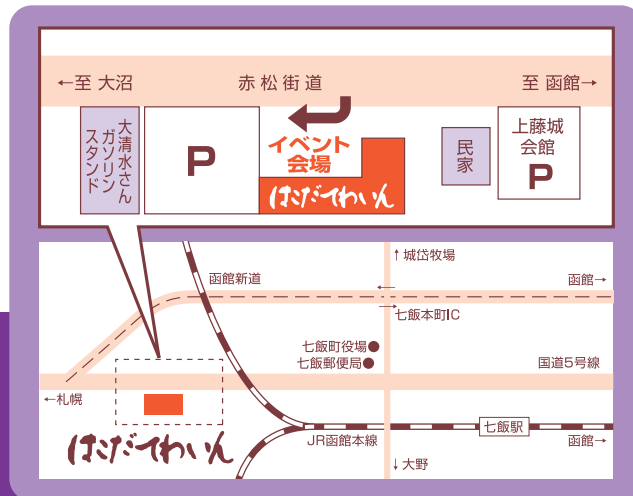 ←至 大沼
赤松街道
至 函館→
大清水さん
ガソリン
スタンド
P
イベント
会場
はこだてわいん
民家
上藤城
会館
P
↑城岱牧場
函館新道
函館→
←
→
七飯本町IC
七飯町役場●
七飯郵便局●
国道5号線
←札幌
はこだてわいん
JR函館本線
七飯駅
函館→
↓大野